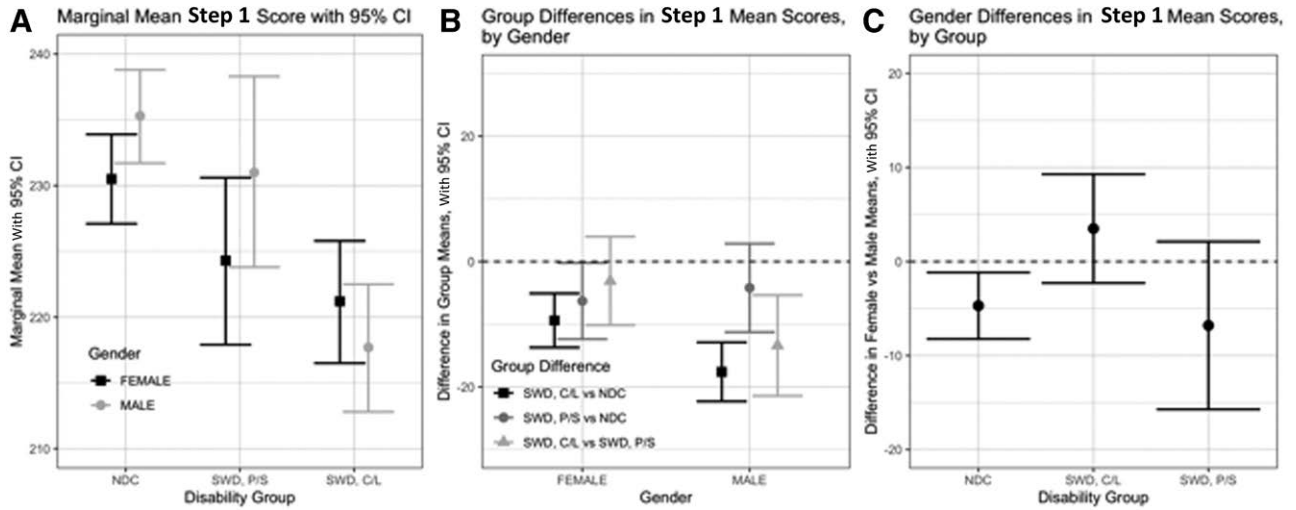 A
Marginal Mean Step 1 Score with 95% CI
Marginal Mean With 95% CI
240
230
220
210
Gender
FEMALE
MALE
NDC
SWD, P/S
SWD, C/L
Disability Group
B
Group Differences in Step 1 Mean Scores,
by Gender
Difference in Group Means, With 95% CI
20
0
-20
Group Difference
SWD, C/L vs NDC
SWD, P/S vs NDC
SWD, C/L vs SWD, P/S
FEMALE
MALE
Gender
C
Gender Differences in Step 1 Mean Scores,
by Group
Difference in Female vs Male Means, With 95% CI
20
10
0
-10
-20
NDC
SWD, C/L
SWD, P/S
Disability Group